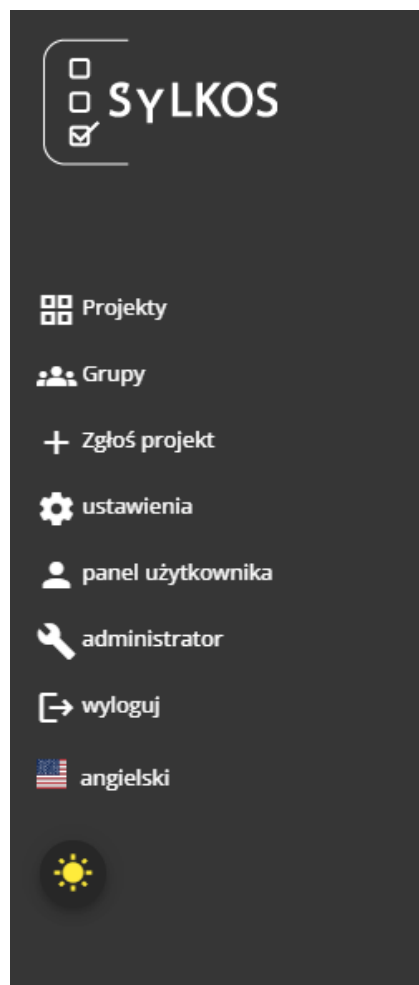 SYLKOS
Projekty
Grupy
Zgłoś projekt
ustawienia
panel użytkownika
administrator
wyloguj
angielski